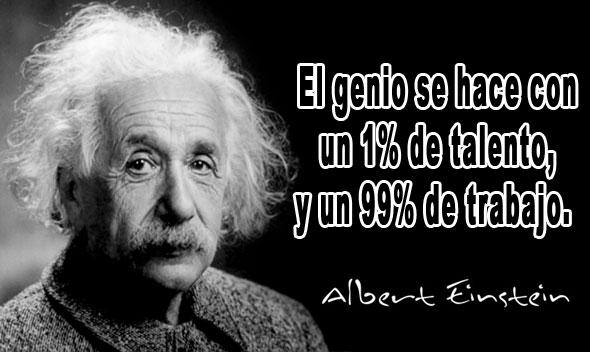 El genio se hace con
un 1% de talento,
y un 99% de trabajo.
Albert Einstein